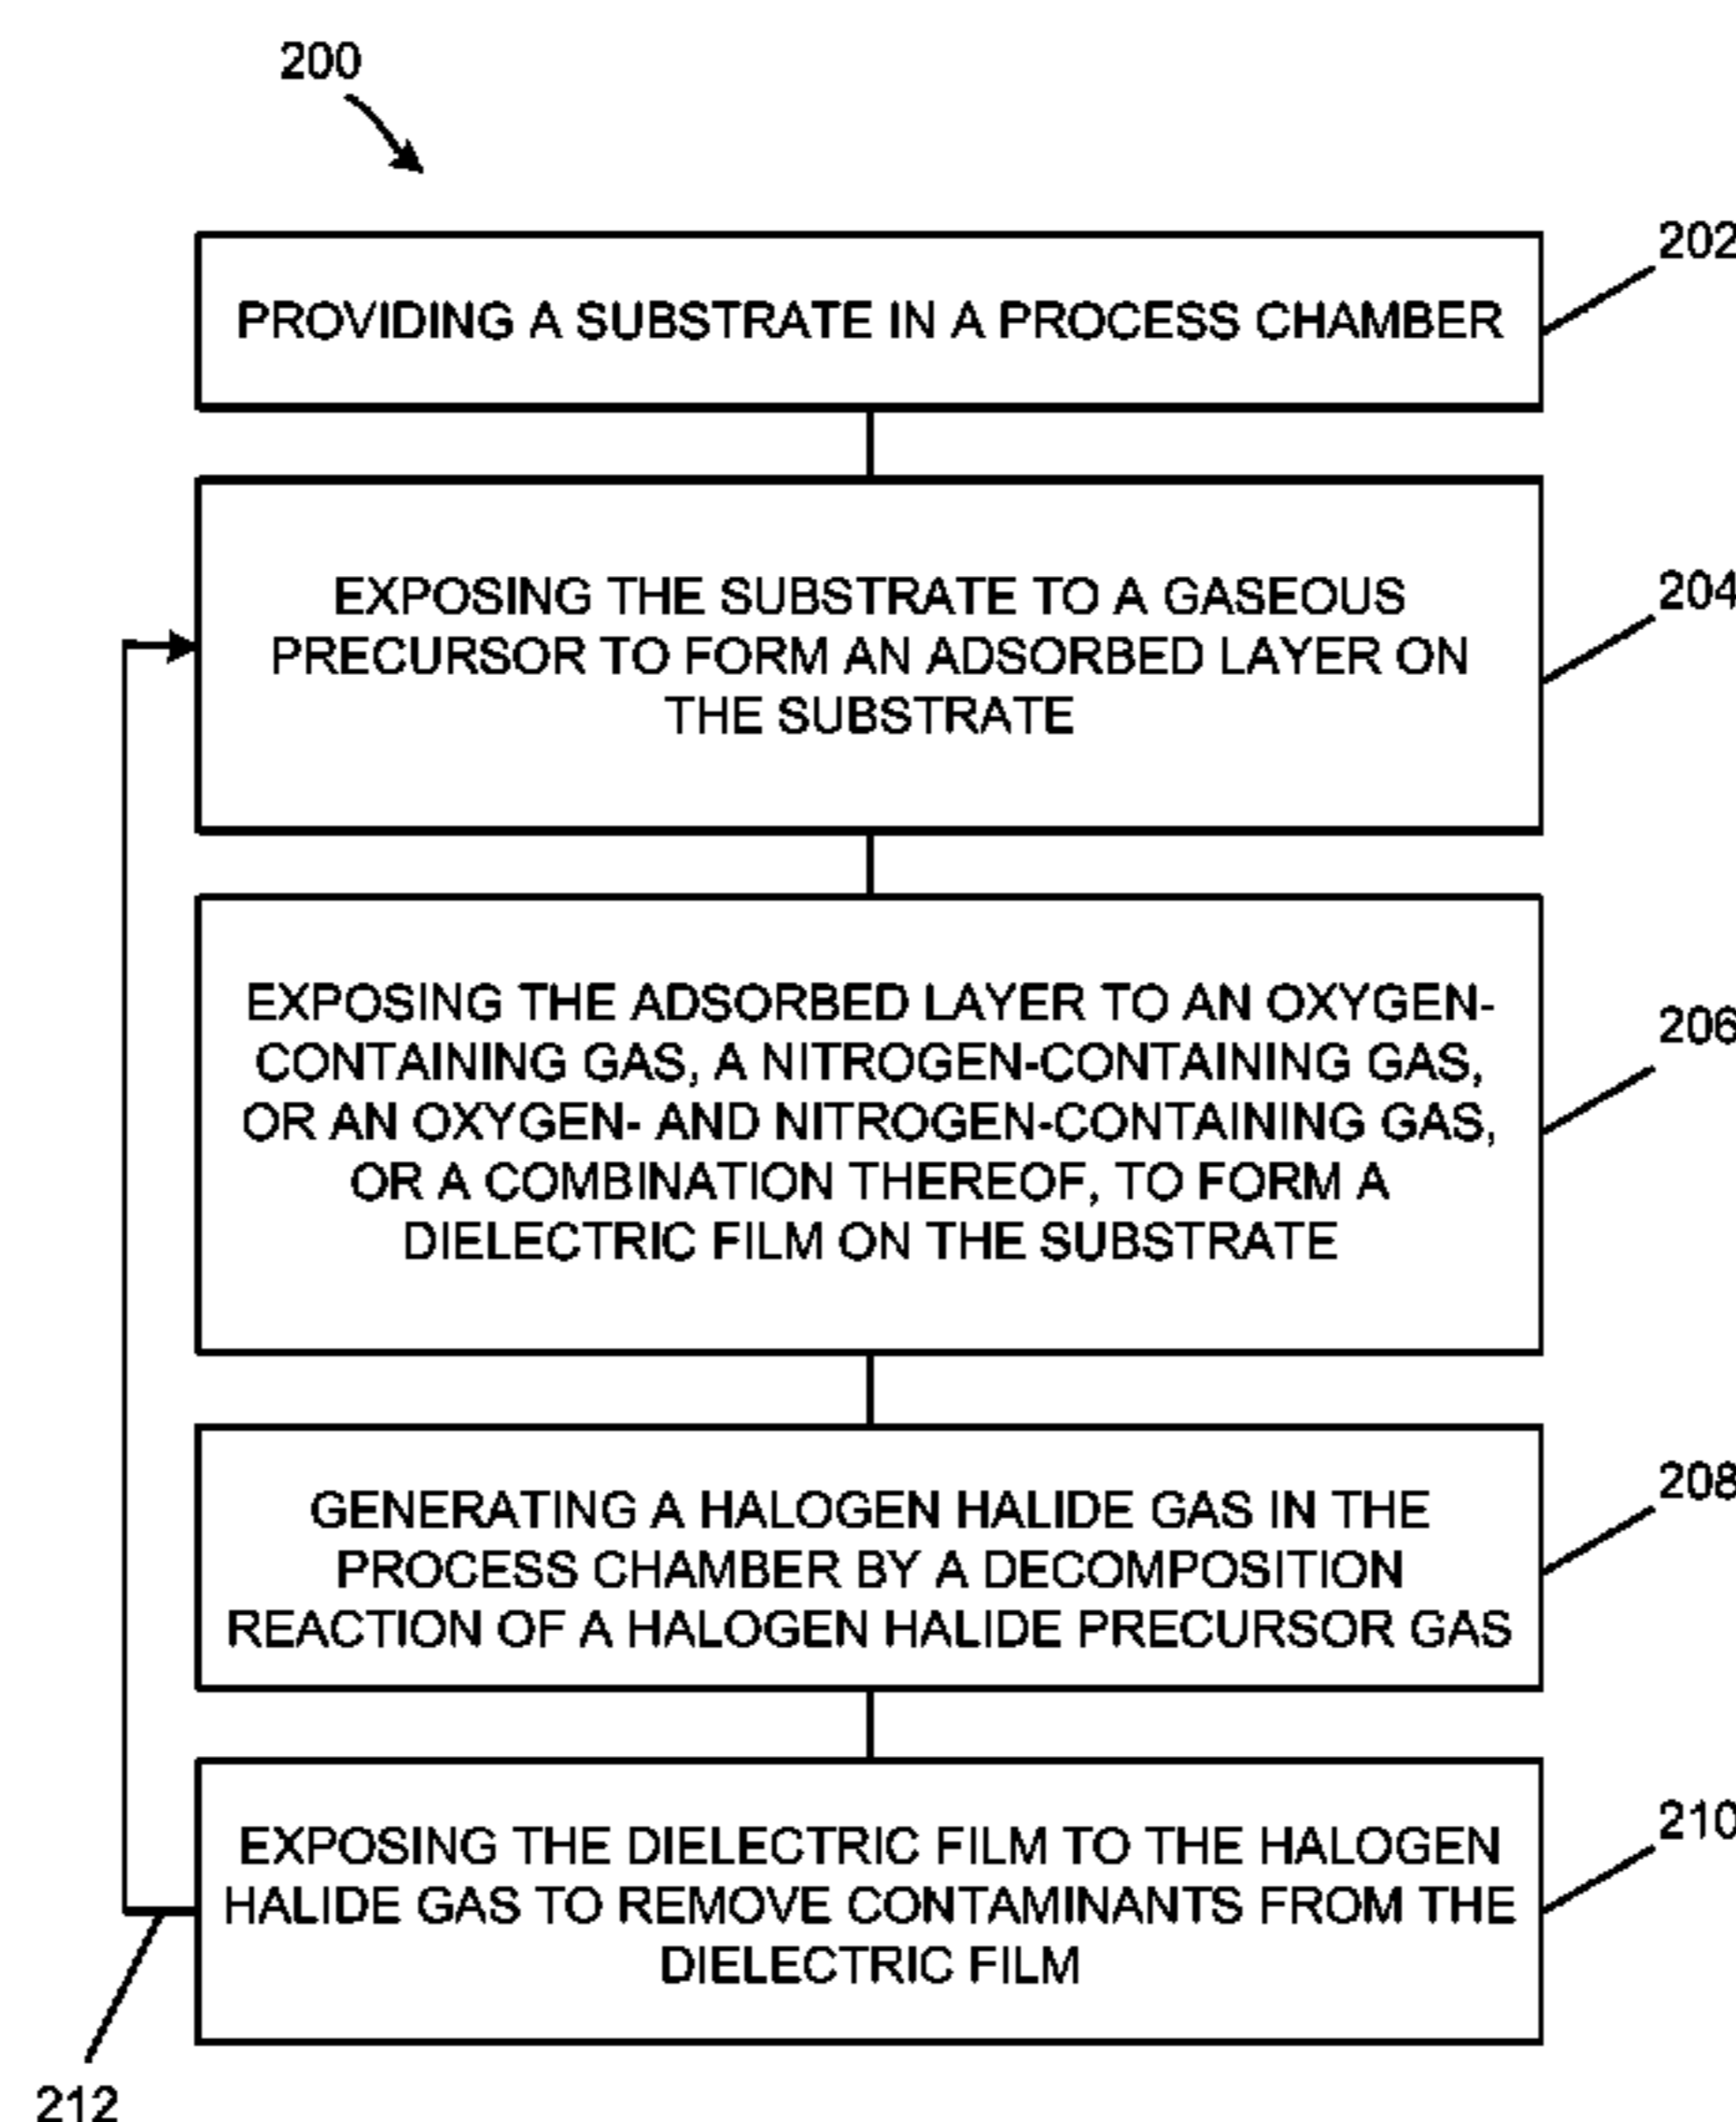 200
202
PROVIDING A SUBSTRATE IN A PROCESS CHAMBER
204
EXPOSING THE SUBSTRATE TO A GASEOUS
PRECURSOR TO FORM AN ADSORBED LAYER ON
THE SUBSTRATE
206
EXPOSING THE ADSORBED LAYER TO AN OXYGEN-
CONTAINING GAS, A NITROGEN-CONTAINING GAS,
OR AN OXYGEN- AND NITROGEN-CONTAINING GAS,
OR A COMBINATION THEREOF, TO FORM A
DIELECTRIC FILM ON THE SUBSTRATE
208
GENERATING A HALOGEN HALIDE GAS IN THE
PROCESS CHAMBER BY A DECOMPOSITION
REACTION OF A HALOGEN HALIDE PRECURSOR GAS
210
EXPOSING THE DIELECTRIC FILM TO THE HALOGEN
HALIDE GAS TO REMOVE CONTAMINANTS FROM THE
DIELECTRIC FILM
212